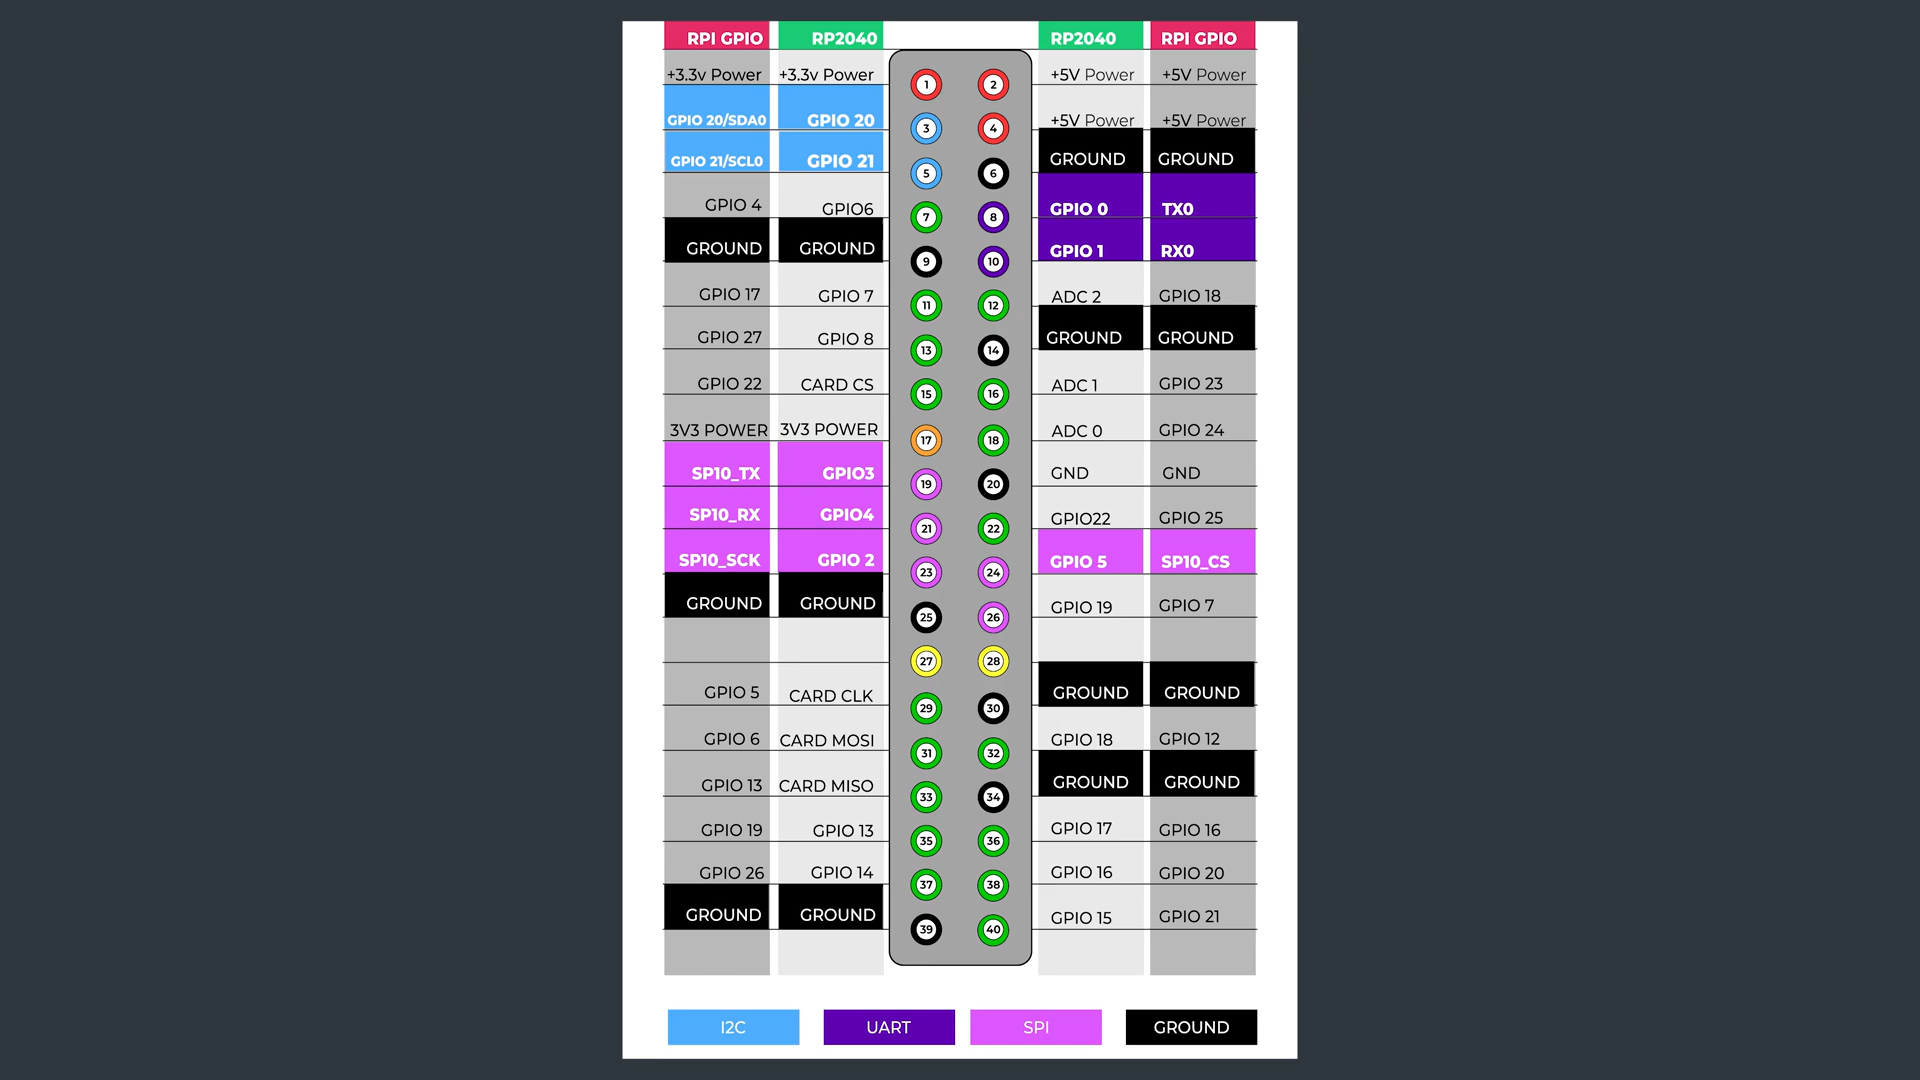 RPI GPIO RP2040 RP2040 RPI GPIO
+3.3v Power +3.3v Power 1 2 +5V Power +5V Power
GPIO 20/SDA0 GPIO 20 3 4 +5V Power +5V Power
GPIO 21/SCL0 GPIO 21 5 6 GROUND GROUND
GPIO 4 GPIO6 7 8 GPIO 0 TX0
GROUND GROUND 9 10 GPIO 1 RX0
GPIO 17 GPIO 7 11 12 ADC 2 GPIO 18
GPIO 27 GPIO 8 13 14 GROUND GROUND
GPIO 22 CARD CS 15 16 ADC 1 GPIO 23
3V3 POWER 3V3 POWER 17 18 ADC 0 GPIO 24
SP10_TX GPIO3 19 20 GND GND
SP10_RX GPIO4 21 22 GPIO22 GPIO 25
SP10_SCK GPIO 2 23 24 GPIO 5 SP10_CS
GROUND GROUND 25 26 GPIO 19 GPIO 7
27 28
GPIO 5 CARD CLK 29 30 GROUND GROUND
GPIO 6 CARD MOSI 31 32 GPIO 18 GPIO 12
GPIO 13 CARD MISO 33 34 GROUND GROUND
GPIO 19 GPIO 13 35 36 GPIO 17 GPIO 16
GPIO 26 GPIO 14 37 38 GPIO 16 GPIO 20
GROUND GROUND 39 40 GPIO 15 GPIO 21
I2C UART SPI GROUND